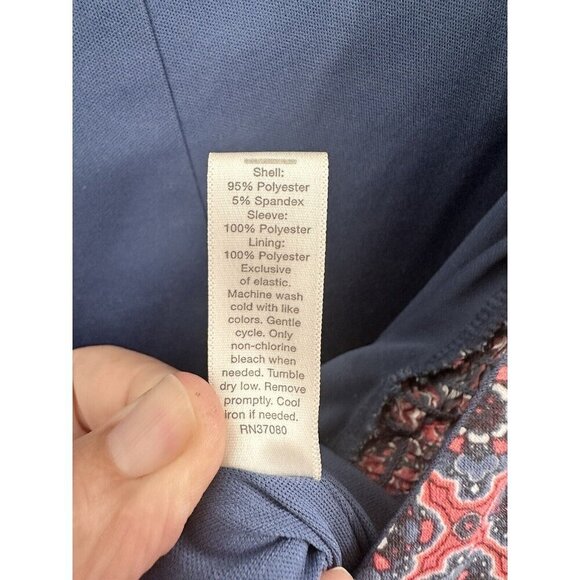 Shell:
95% Polyester
5% Spandex
Sleeve:
100% Polyester
Lining:
100% Polyester
Exclusive
of elastic.
Machine wash
cold with like
colors. Gentle
cycle. Only
non-chlorine
bleach when
needed. Tumble
dry low. Remove
promptly. Cool
iron if needed.
RN37080